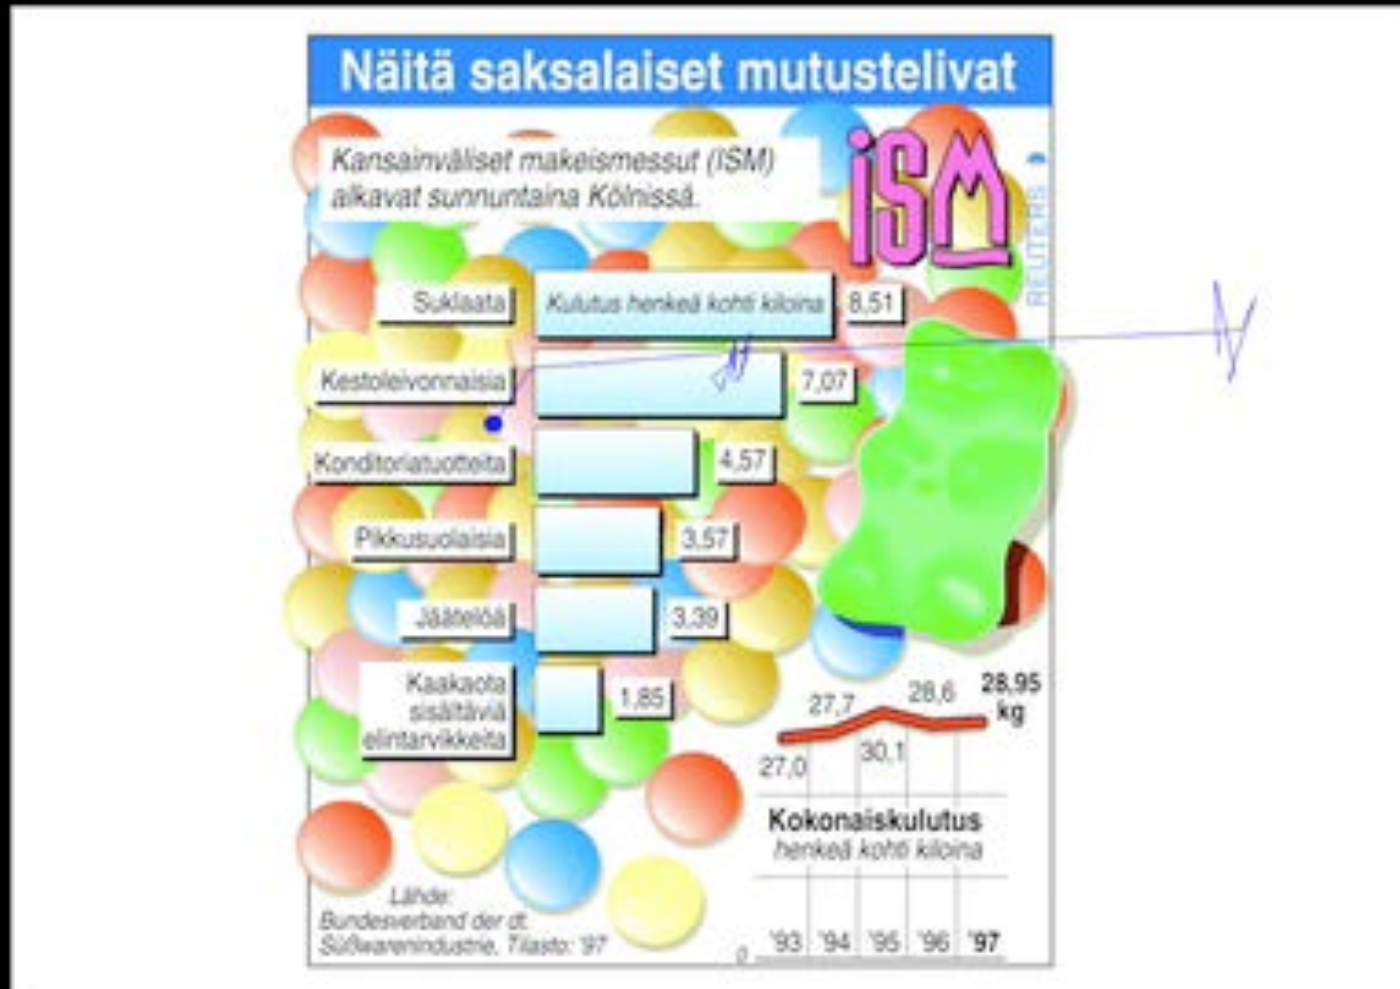 Näitä saksalaiset mutustelivat
Kansainväliset makeismessut (ISM)
alkavat sunnuntaina Kölnissä.
iSM
REUTERS
Suklaata
Kulutus henkeä kohti kiloina
8,51
Kestoleivonnaisia
7,07
Konditoriatuotteita
4,57
Pikkusuolaisia
3,57
Jäätelöä
3,39
Kaakaota
sisältäviä
elintarvikkeita
1,85
27,0
27,7
30,1
28,6
28,95
kg
Kokonaiskulutus
henkeä kohti kiloina
0
'93 '94 '95 '96 '97
Lähde:
Bundesverband der dt.
Süßwarenindustrie, Tilasto: '97